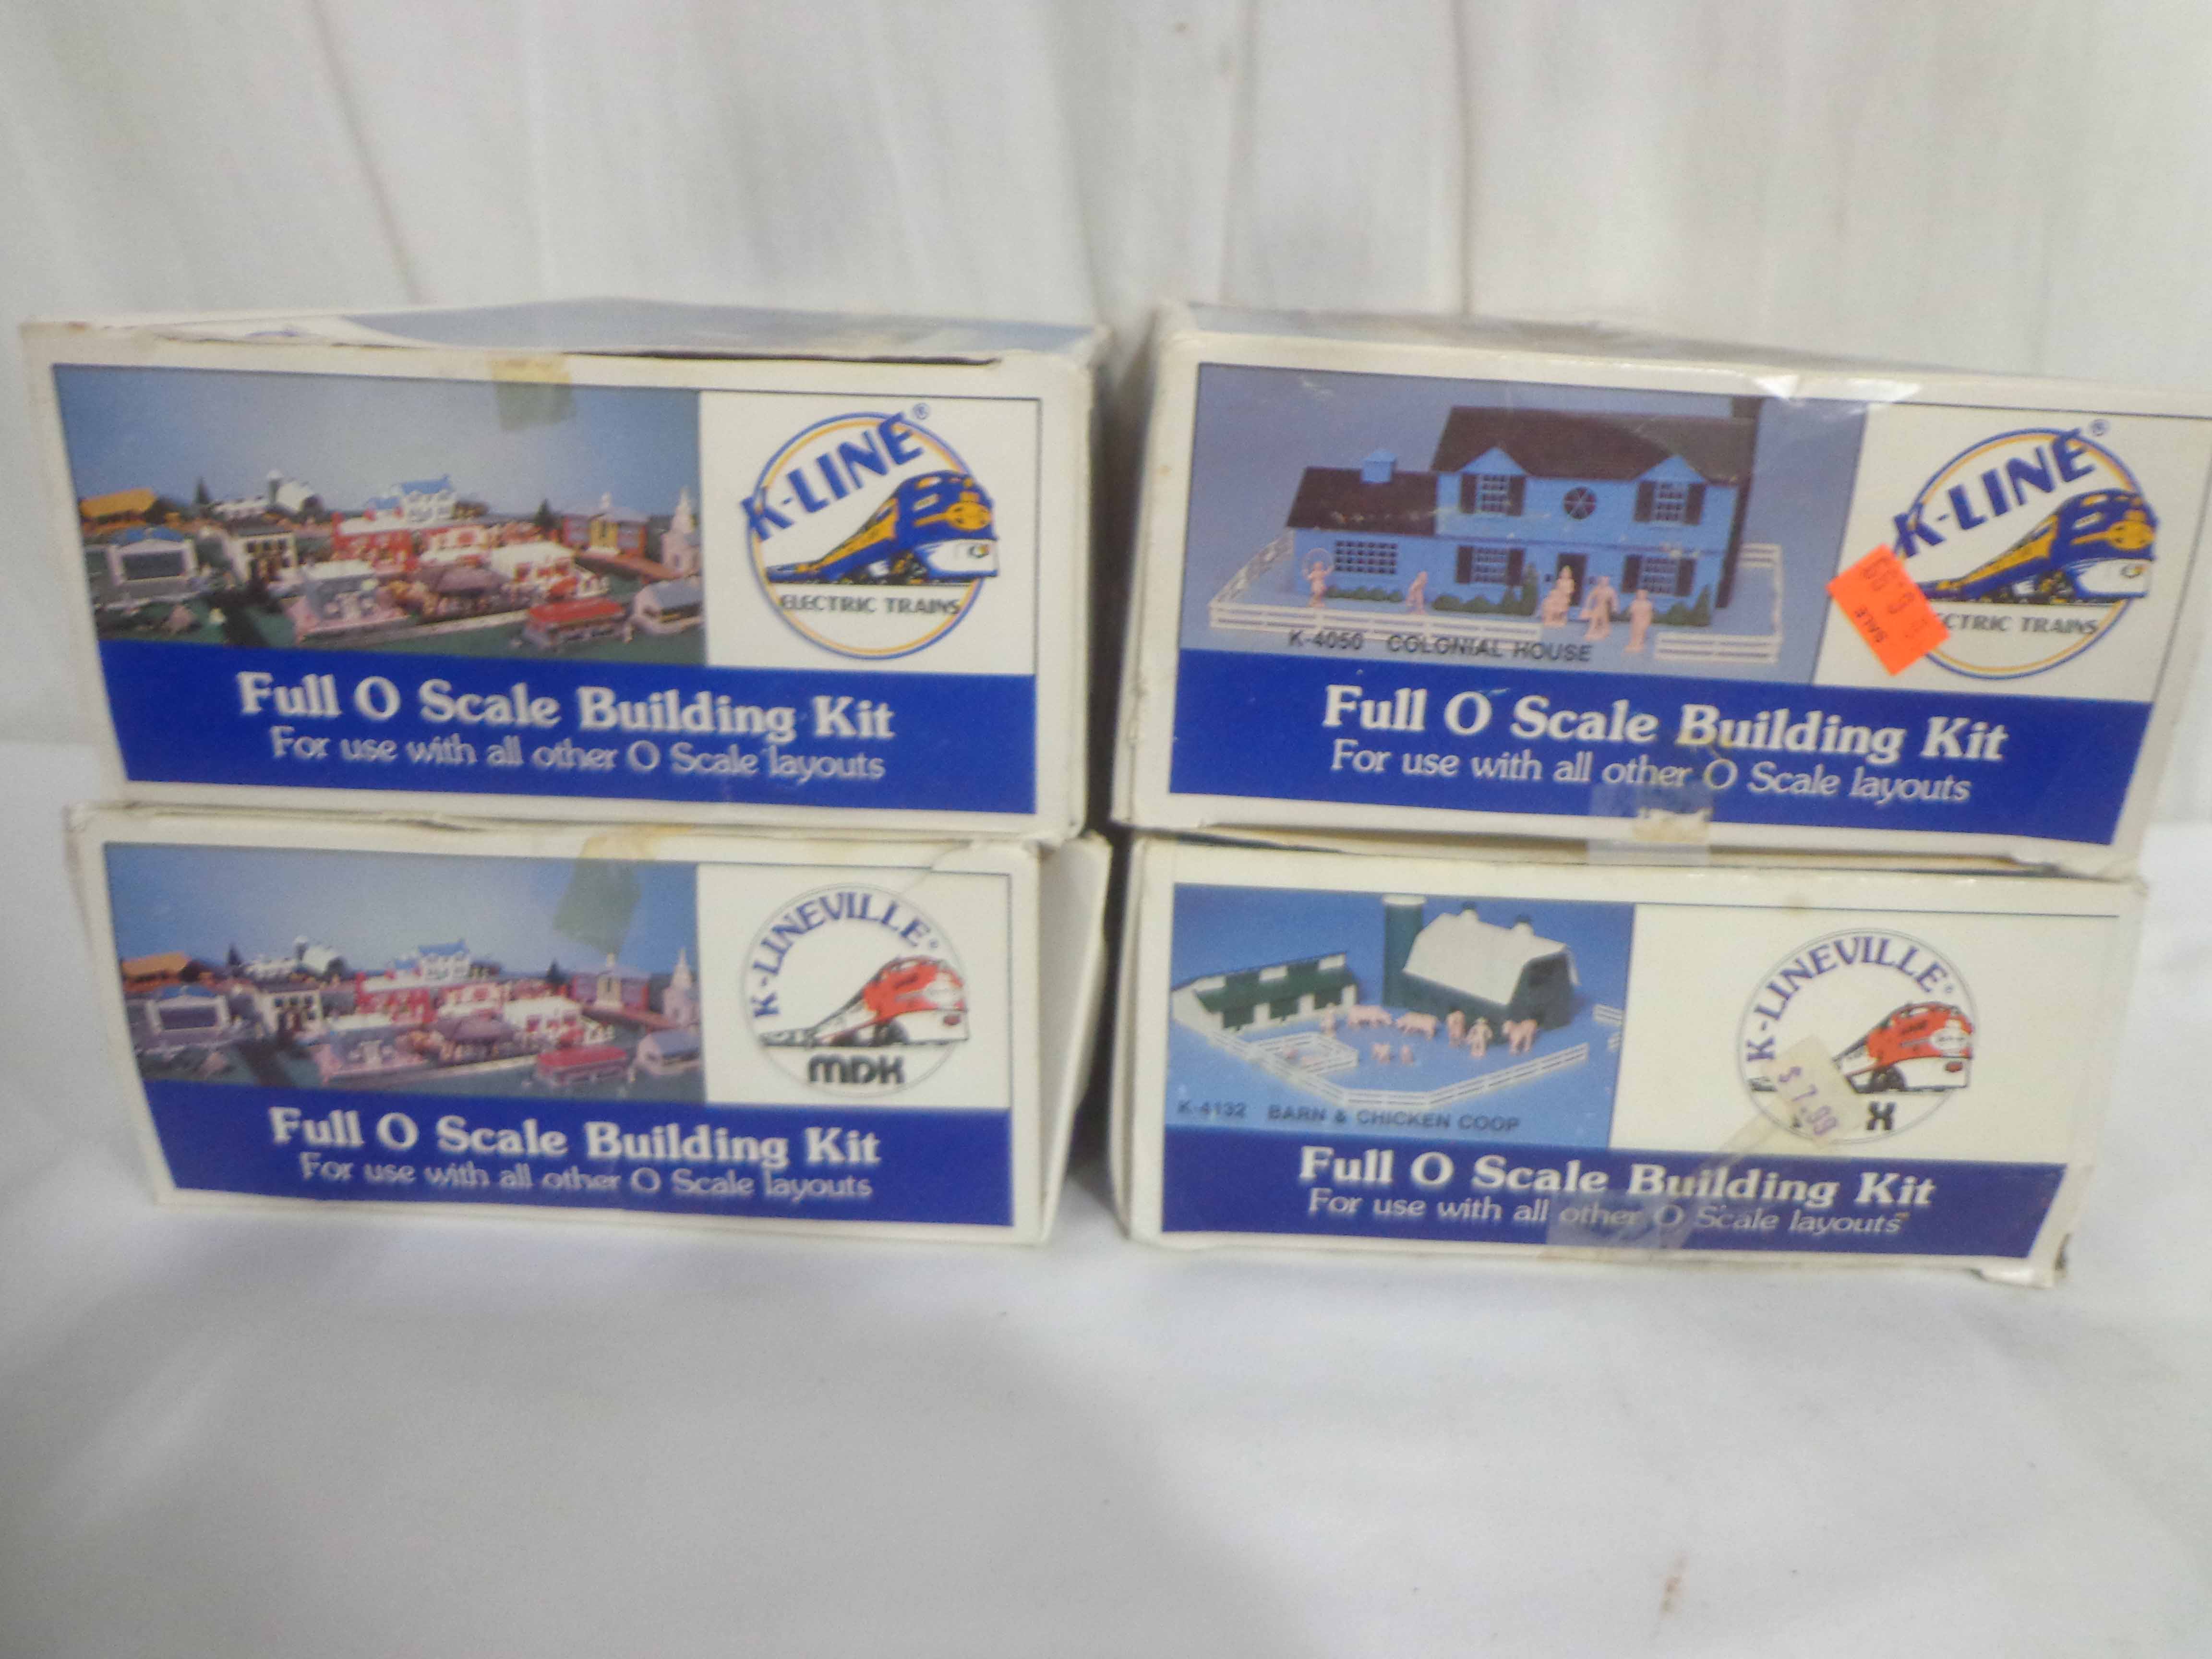 K-LINE®
ELECTRIC TRAINS
Full O Scale Building Kit
For use with all other O Scale layouts
K-LINE®
CTRIC TRAINS
SALE
K-4050 COLONIAL HOUSE
Full O Scale Building Kit
For use with all other O Scale layouts
K-LINEVILLE®
MDK
Full O Scale Building Kit
For use with all other O Scale layouts
K-LINEVILLE®
$7.99
K
K-4132 BARN & CHICKEN COOP
Full O Scale Building Kit
For use with all other O Scale layouts